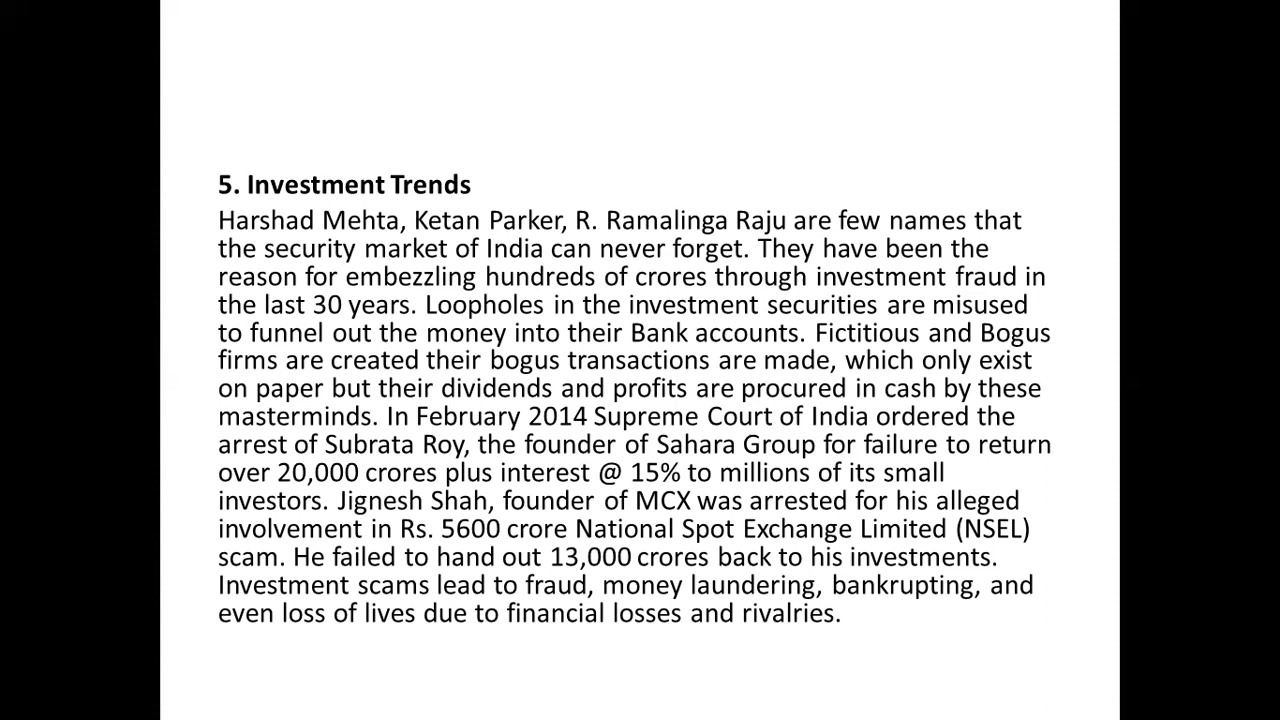 5. Investment Trends
Harshad Mehta, Ketan Parker, R. Ramalinga Raju are few names that
the security market of India can never forget. They have been the
reason for embezzling hundreds of crores through investment fraud in
the last 30 years. Loopholes in the investment securities are misused
to funnel out the money into their Bank accounts. Fictitious and Bogus
firms are created their bogus transactions are made, which only exist
on paper but their dividends and profits are procured in cash by these
masterminds. In February 2014 Supreme Court of India ordered the
arrest of Subrata Roy, the founder of Sahara Group for failure to return
over 20,000 crores plus interest @ 15% to millions of its small
investors. Jignesh Shah, founder of MCX was arrested for his alleged
involvement in Rs. 5600 crore National Spot Exchange Limited (NSEL)
scam. He failed to hand out 13,000 crores back to his investments.
Investment scams lead to fraud, money laundering, bankrupting, and
even loss of lives due to financial losses and rivalries.